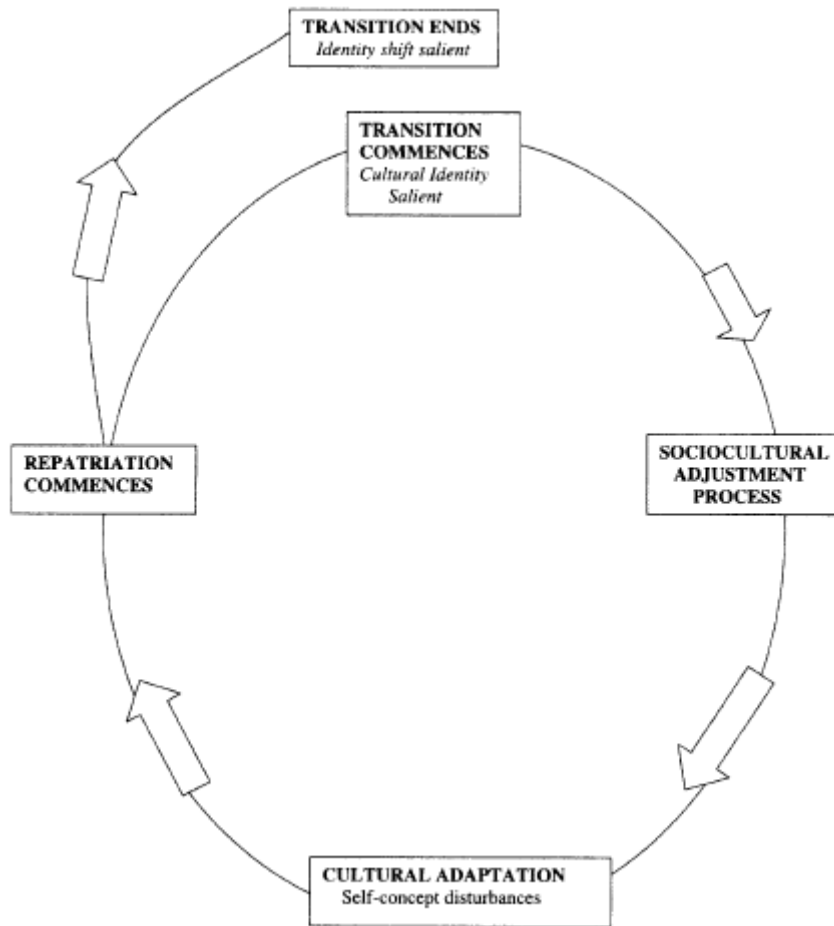 TRANSITION ENDS
Identity shift salient
TRANSITION
COMMENCES
Cultural Identity
Salient
REPATRIATION
COMMENCES
SOCIOCULTURAL
ADJUSTMENT
PROCESS
CULTURAL ADAPTATION
Self-concept disturbances